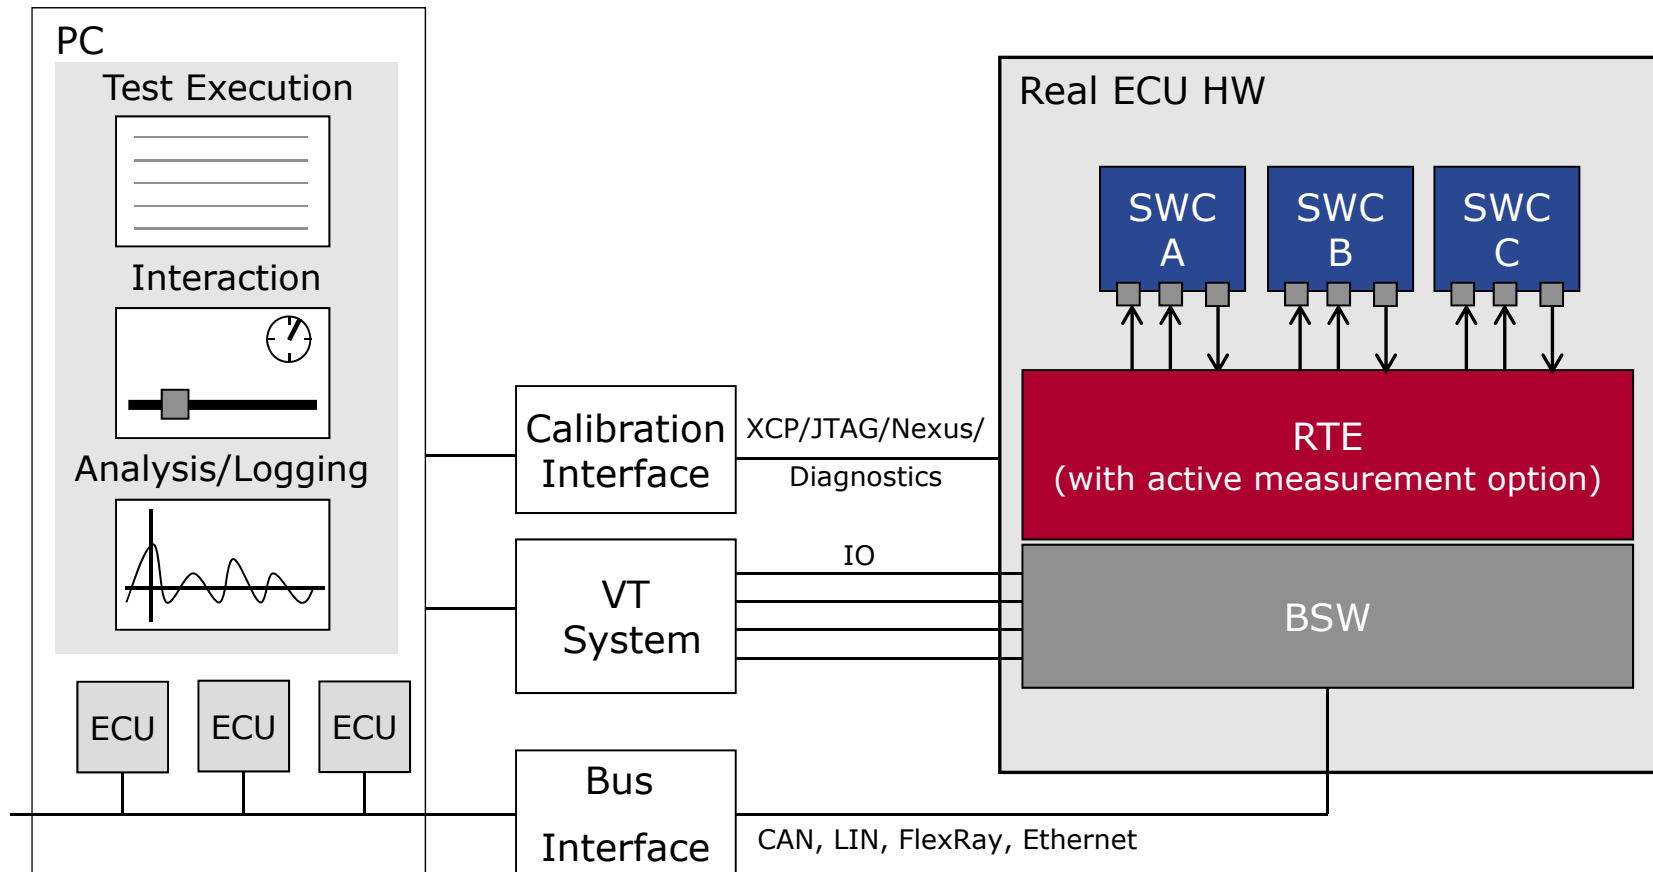 PC
Test Execution
Interaction
Analysis/Logging
ECU
ECU
ECU
Calibration
Interface
XCP/JTAG/Nexus/
Diagnostics
VT
System
IO
Bus
Interface
CAN, LIN, FlexRay, Ethernet
Real ECU HW
SWC
A
SWC
B
SWC
C
RTE
(with active measurement option)
BSW